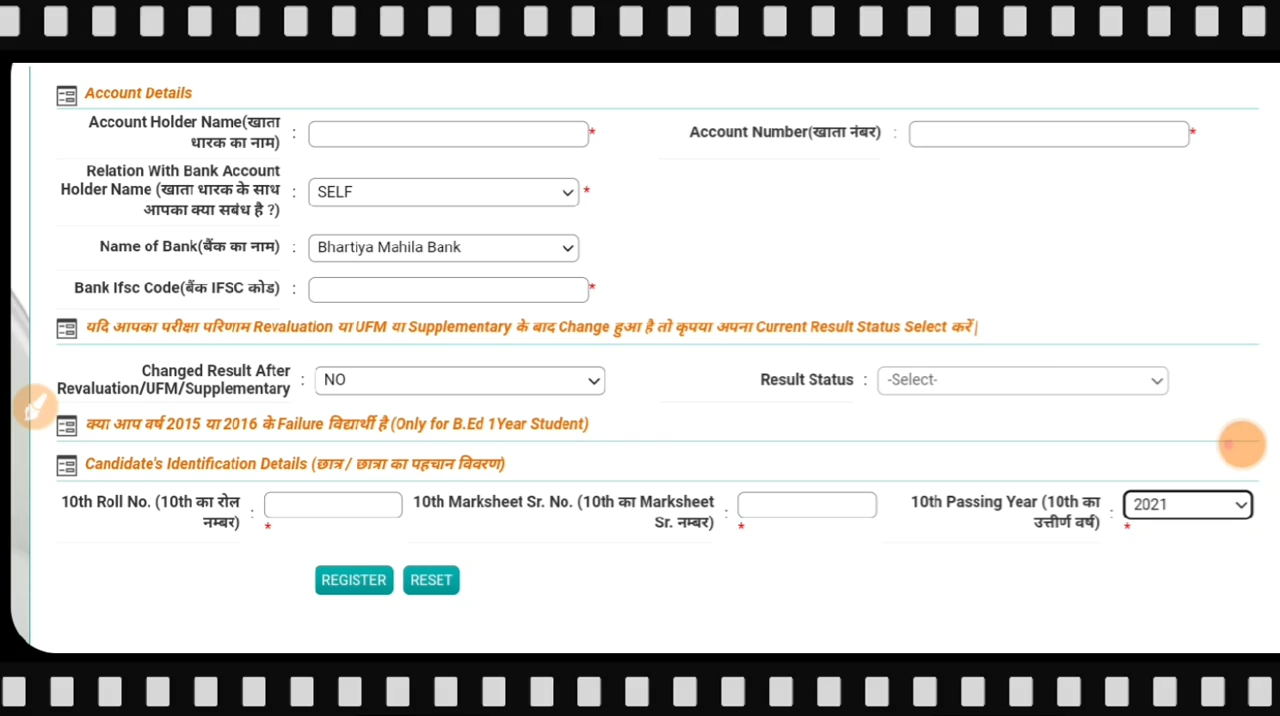 Account Details
Account Holder Name(खाता
धारक का नाम)
:
*
Account Number(खाता नंबर)
:
*
Relation With Bank Account
Holder Name (खाता धारक के साथ
आपका क्या सबंध है ?)
:
SELF
*
Name of Bank(बैंक का नाम)
:
Bhartiya Mahila Bank
Bank Ifsc Code(बैंक IFSC कोड)
:
*
यदि आपका परीक्षा परिणाम Revaluation या UFM या Supplementary के बाद Change हुआ है तो कृपया अपना Current Result Status Select करें|
Changed Result After
Revaluation/UFM/Supplementary
:
NO
Result Status
:
-Select-
क्या आप वर्ष 2015 या 2016 के Failure विद्यार्थी है (Only for B.Ed 1Year Student)
Candidate's Identification Details (छात्र / छात्रा का पहचान विवरण)
10th Roll No. (10th का रोल
नम्बर)
:
*
10th Marksheet Sr. No. (10th का Marksheet
Sr. नम्बर)
:
*
10th Passing Year (10th का
उत्तीर्ण वर्ष)
:
2021
*
REGISTER
RESET